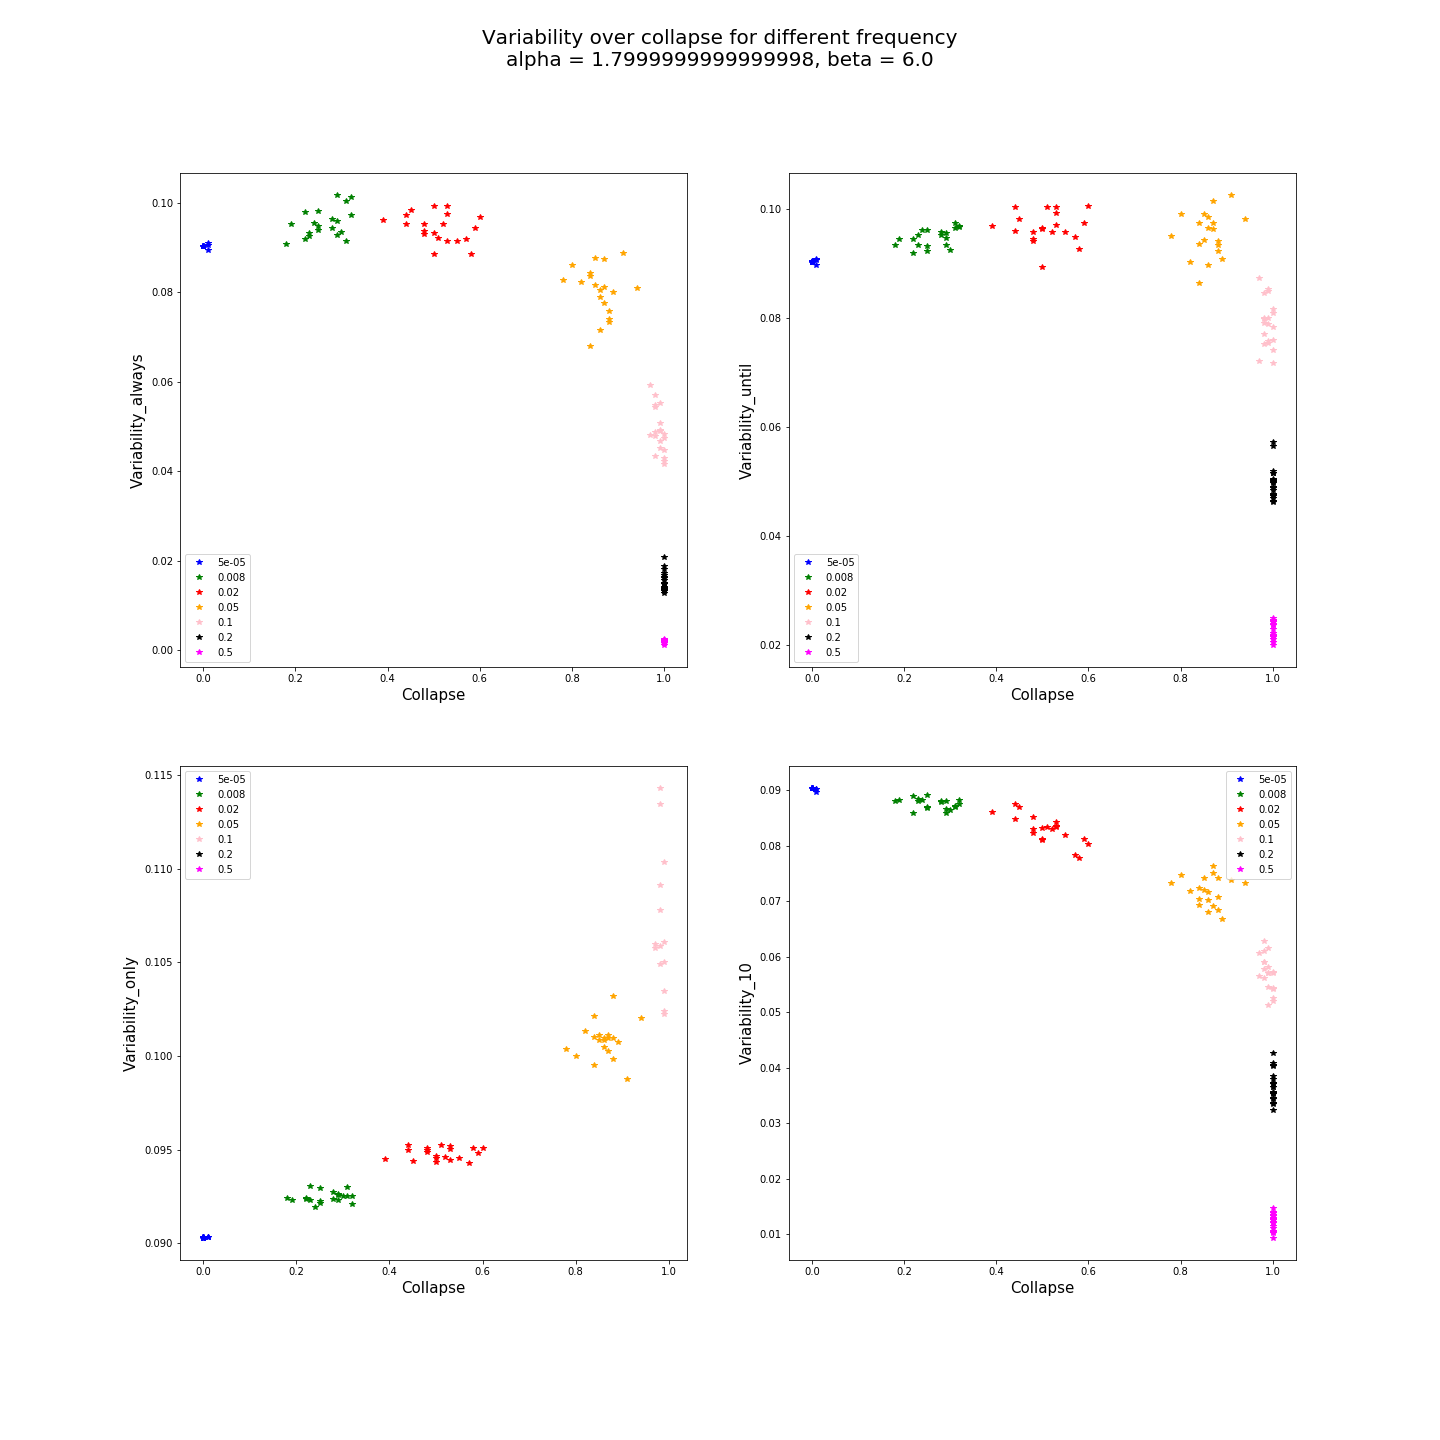 Variability over collapse for different frequency
alpha = 1.7999999999999998, beta = 6.0
Variability_always
0.10
0.08
0.06
0.04
0.02
0.00
5e-05
0.008
0.02
0.05
0.1
0.2
0.5
0.0 0.2 0.4 0.6 0.8 1.0
Collapse
Variability_until
0.10
0.08
0.06
0.04
0.02
5e-05
0.008
0.02
0.05
0.1
0.2
0.5
0.0 0.2 0.4 0.6 0.8 1.0
Collapse
Variability_only
0.115
0.110
0.105
0.100
0.095
0.090
5e-05
0.008
0.02
0.05
0.1
0.2
0.5
0.0 0.2 0.4 0.6 0.8 1.0
Collapse
Variability_10
0.09
0.08
0.07
0.06
0.05
0.04
0.03
0.02
0.01
5e-05
0.008
0.02
0.05
0.1
0.2
0.5
0.0 0.2 0.4 0.6 0.8 1.0
Collapse